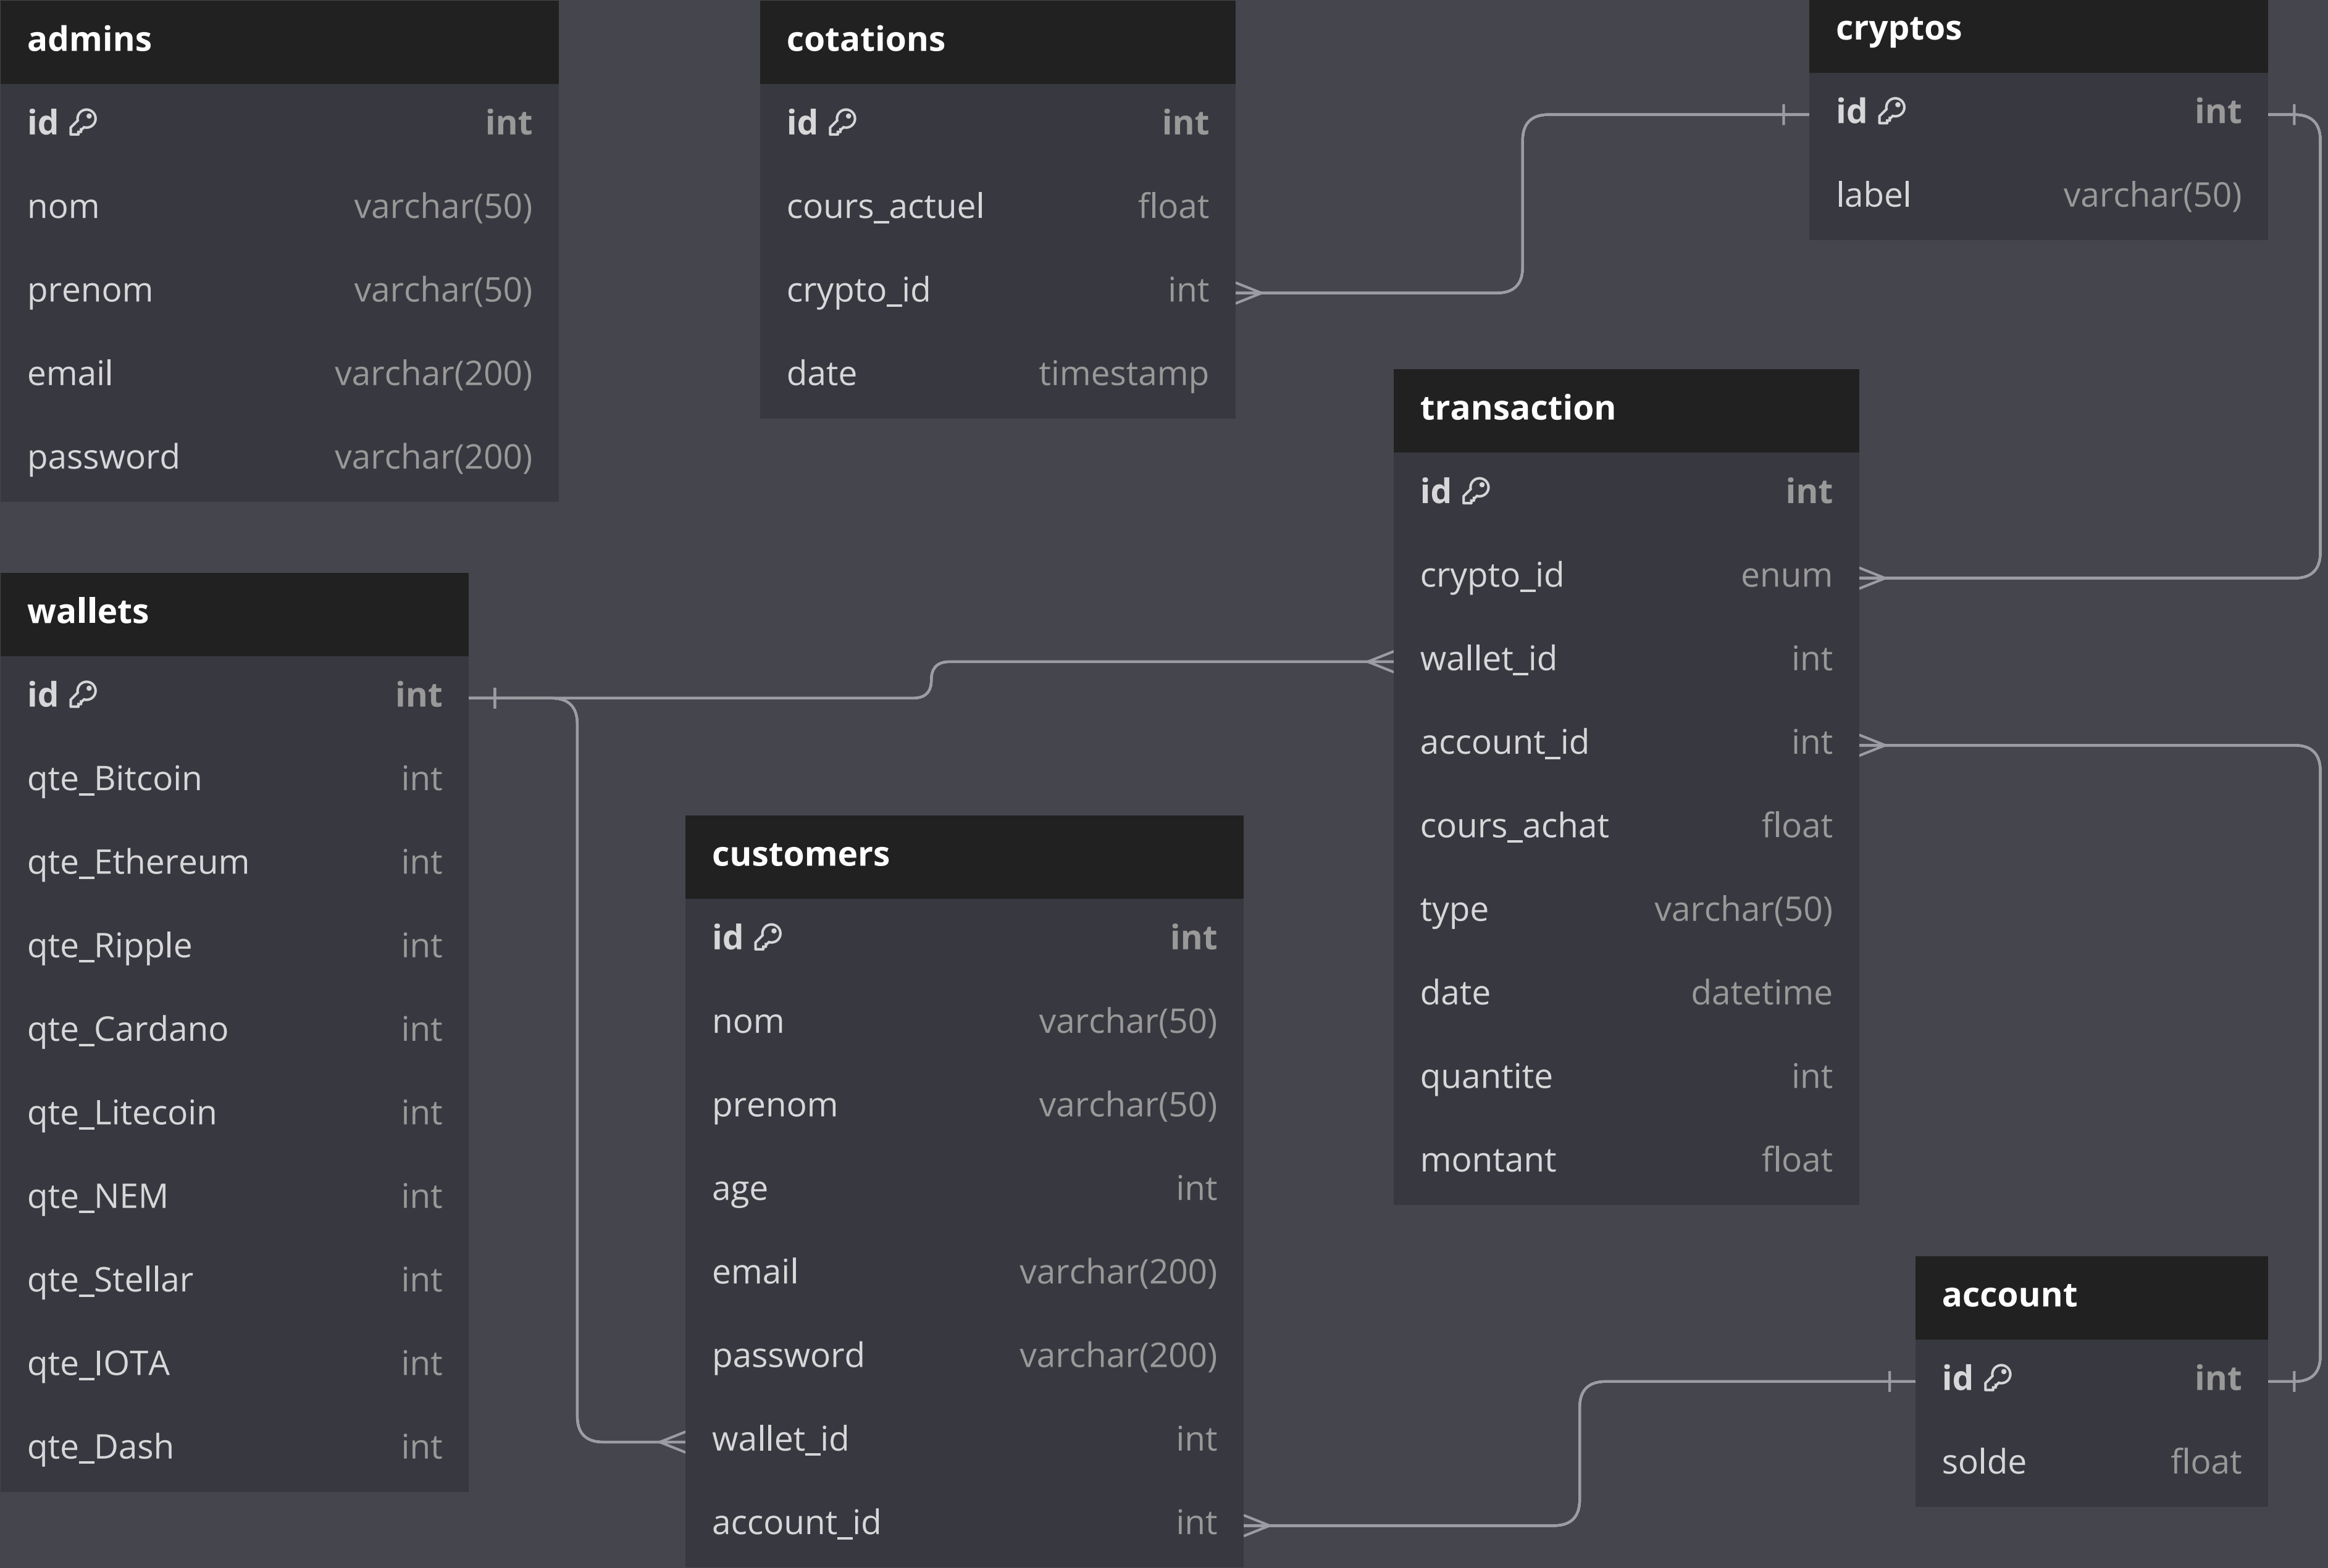 admins
id int
nom varchar(50)
prenom varchar(50)
email varchar(200)
password varchar(200)
cotations
id int
cours_actuel float
crypto_id int
date timestamp
cryptos
id int
label varchar(50)
transaction
id int
crypto_id enum
wallet_id int
account_id int
cours_achat float
type varchar(50)
date datetime
quantite int
montant float
wallets
id int
qte_Bitcoin int
qte_Ethereum int
qte_Ripple int
qte_Cardano int
qte_Litecoin int
qte_NEM int
qte_Stellar int
qte_IOTA int
qte_Dash int
customers
id int
nom varchar(50)
prenom varchar(50)
age int
email varchar(200)
password varchar(200)
wallet_id int
account_id int
account
id int
solde float